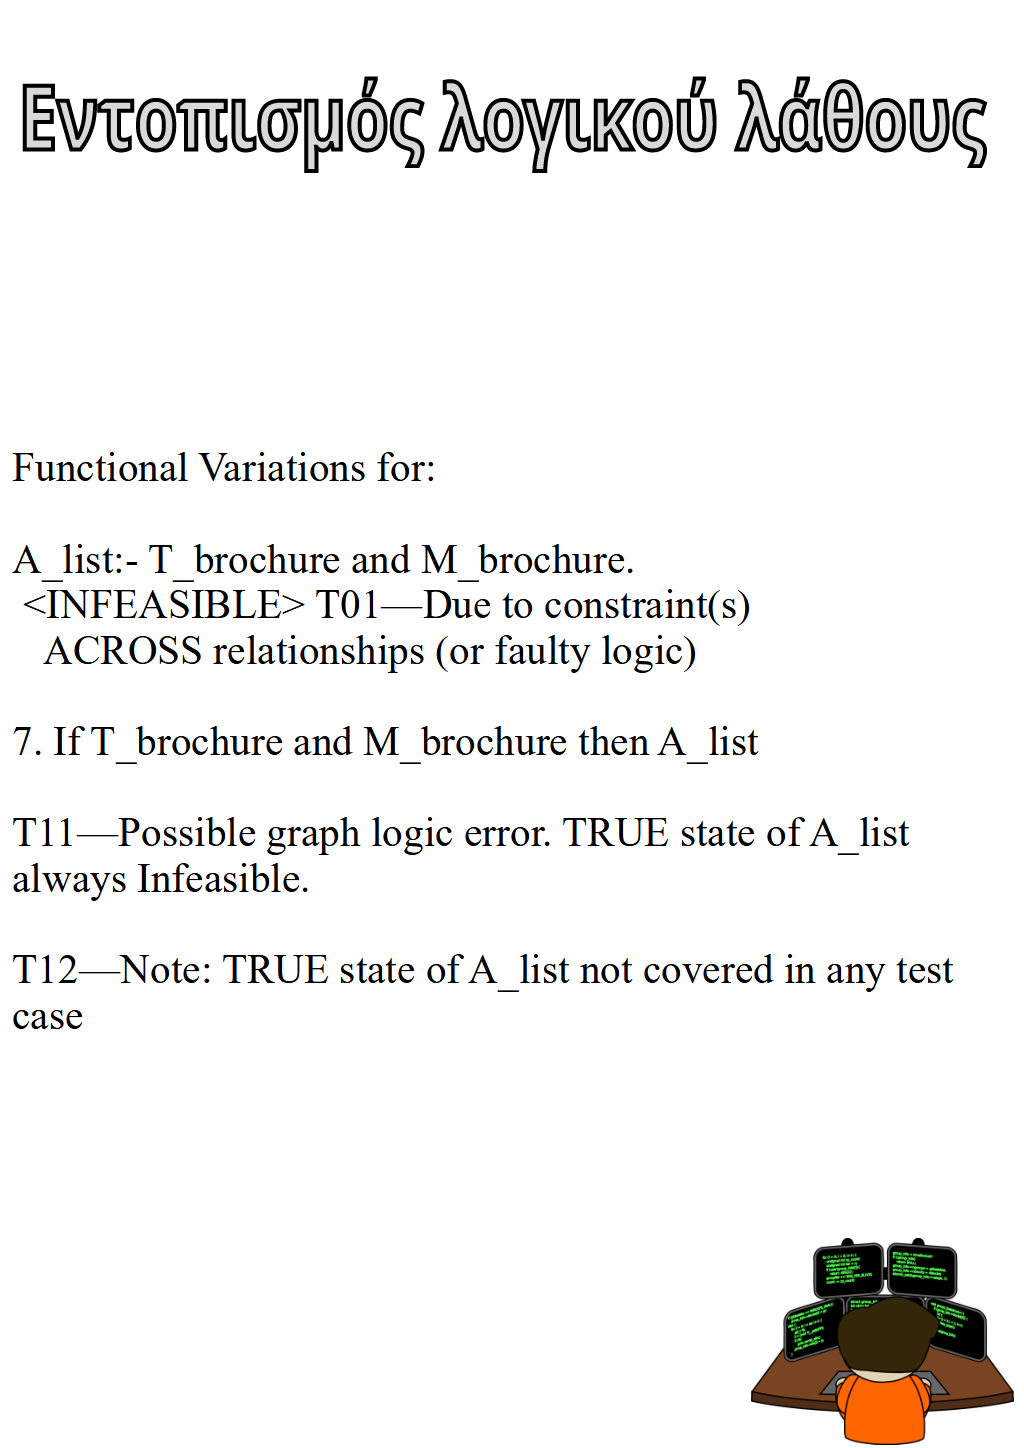 Εντοπισμός λογικού λάθους
Functional Variations for:
A_list:- T_brochure and M_brochure.
<INFEASIBLE> T01—Due to constraint(s)
ACROSS relationships (or faulty logic)
7. If T_brochure and M_brochure then A_list
T11—Possible graph logic error. TRUE state of A_list
always Infeasible.
T12—Note: TRUE state of A_list not covered in any test
case